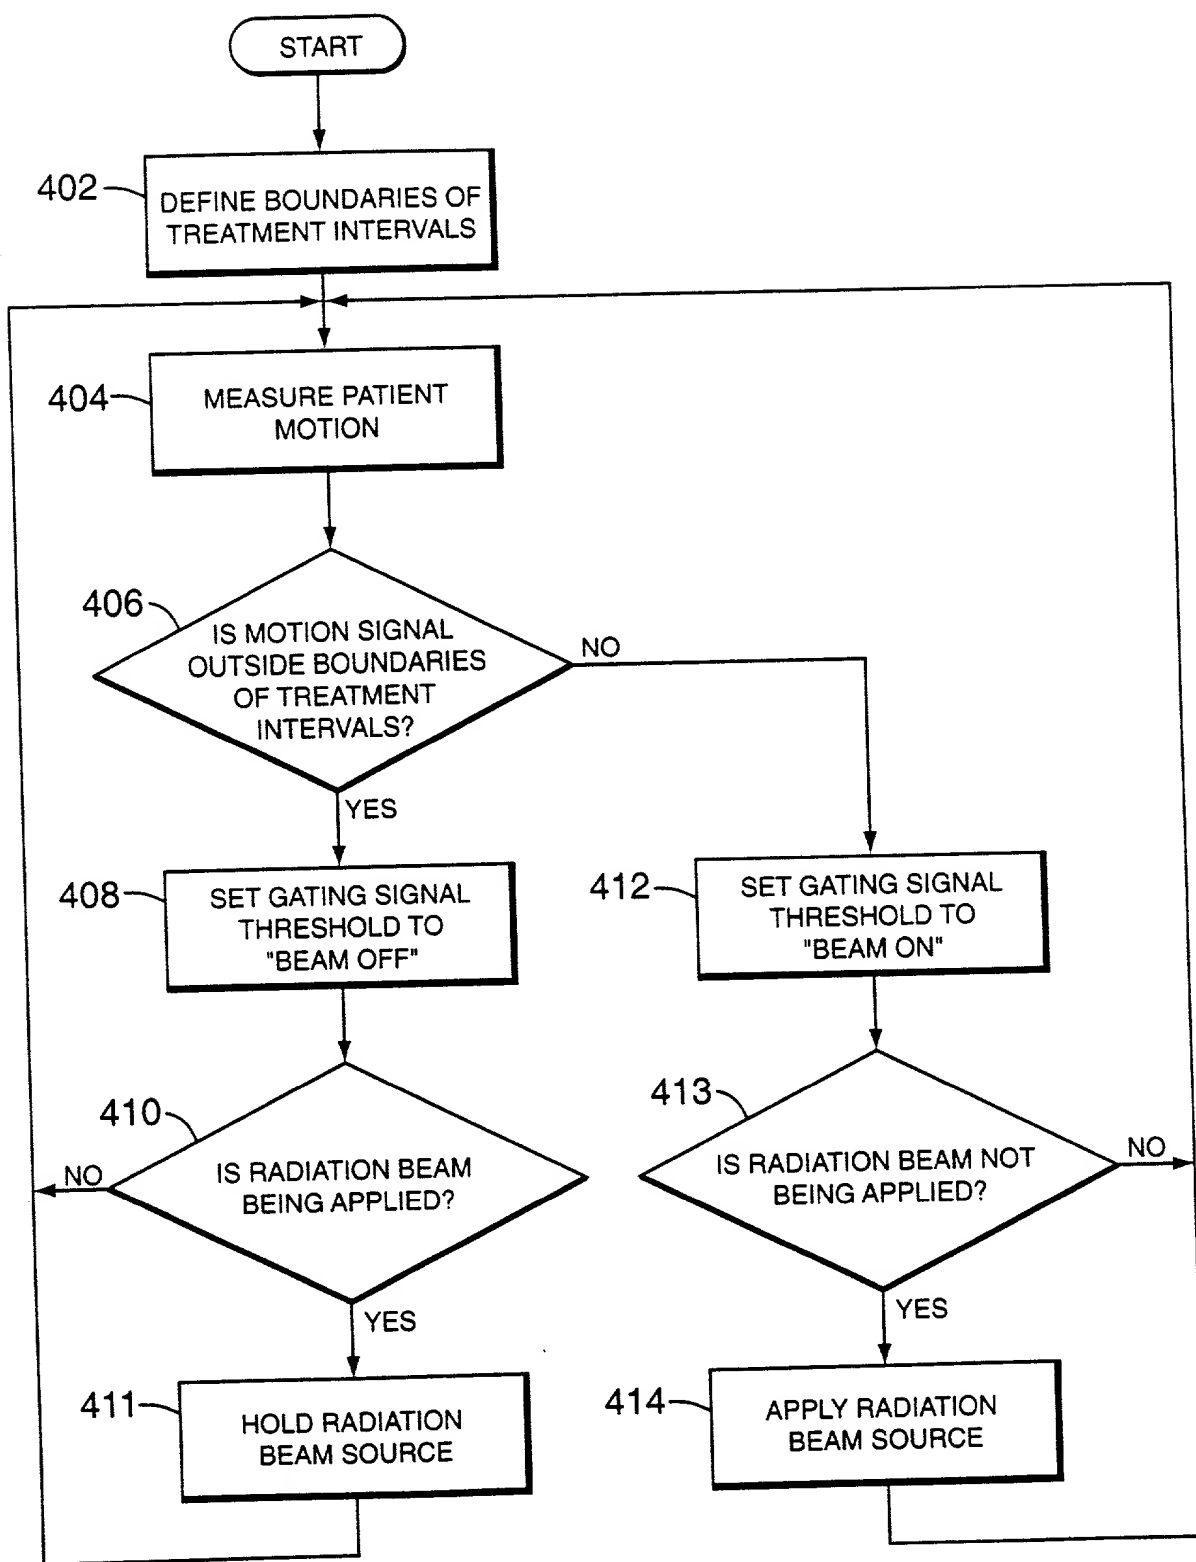 START
402
DEFINE BOUNDARIES OF
TREATMENT INTERVALS
404
MEASURE PATIENT
MOTION
406
IS MOTION SIGNAL
OUTSIDE BOUNDARIES
OF TREATMENT
INTERVALS?
NO
YES
408
SET GATING SIGNAL
THRESHOLD TO
"BEAM OFF"
412
SET GATING SIGNAL
THRESHOLD TO
"BEAM ON"
410
IS RADIATION BEAM
BEING APPLIED?
NO
YES
413
IS RADIATION BEAM NOT
BEING APPLIED?
NO
YES
411
HOLD RADIATION
BEAM SOURCE
414
APPLY RADIATION
BEAM SOURCE